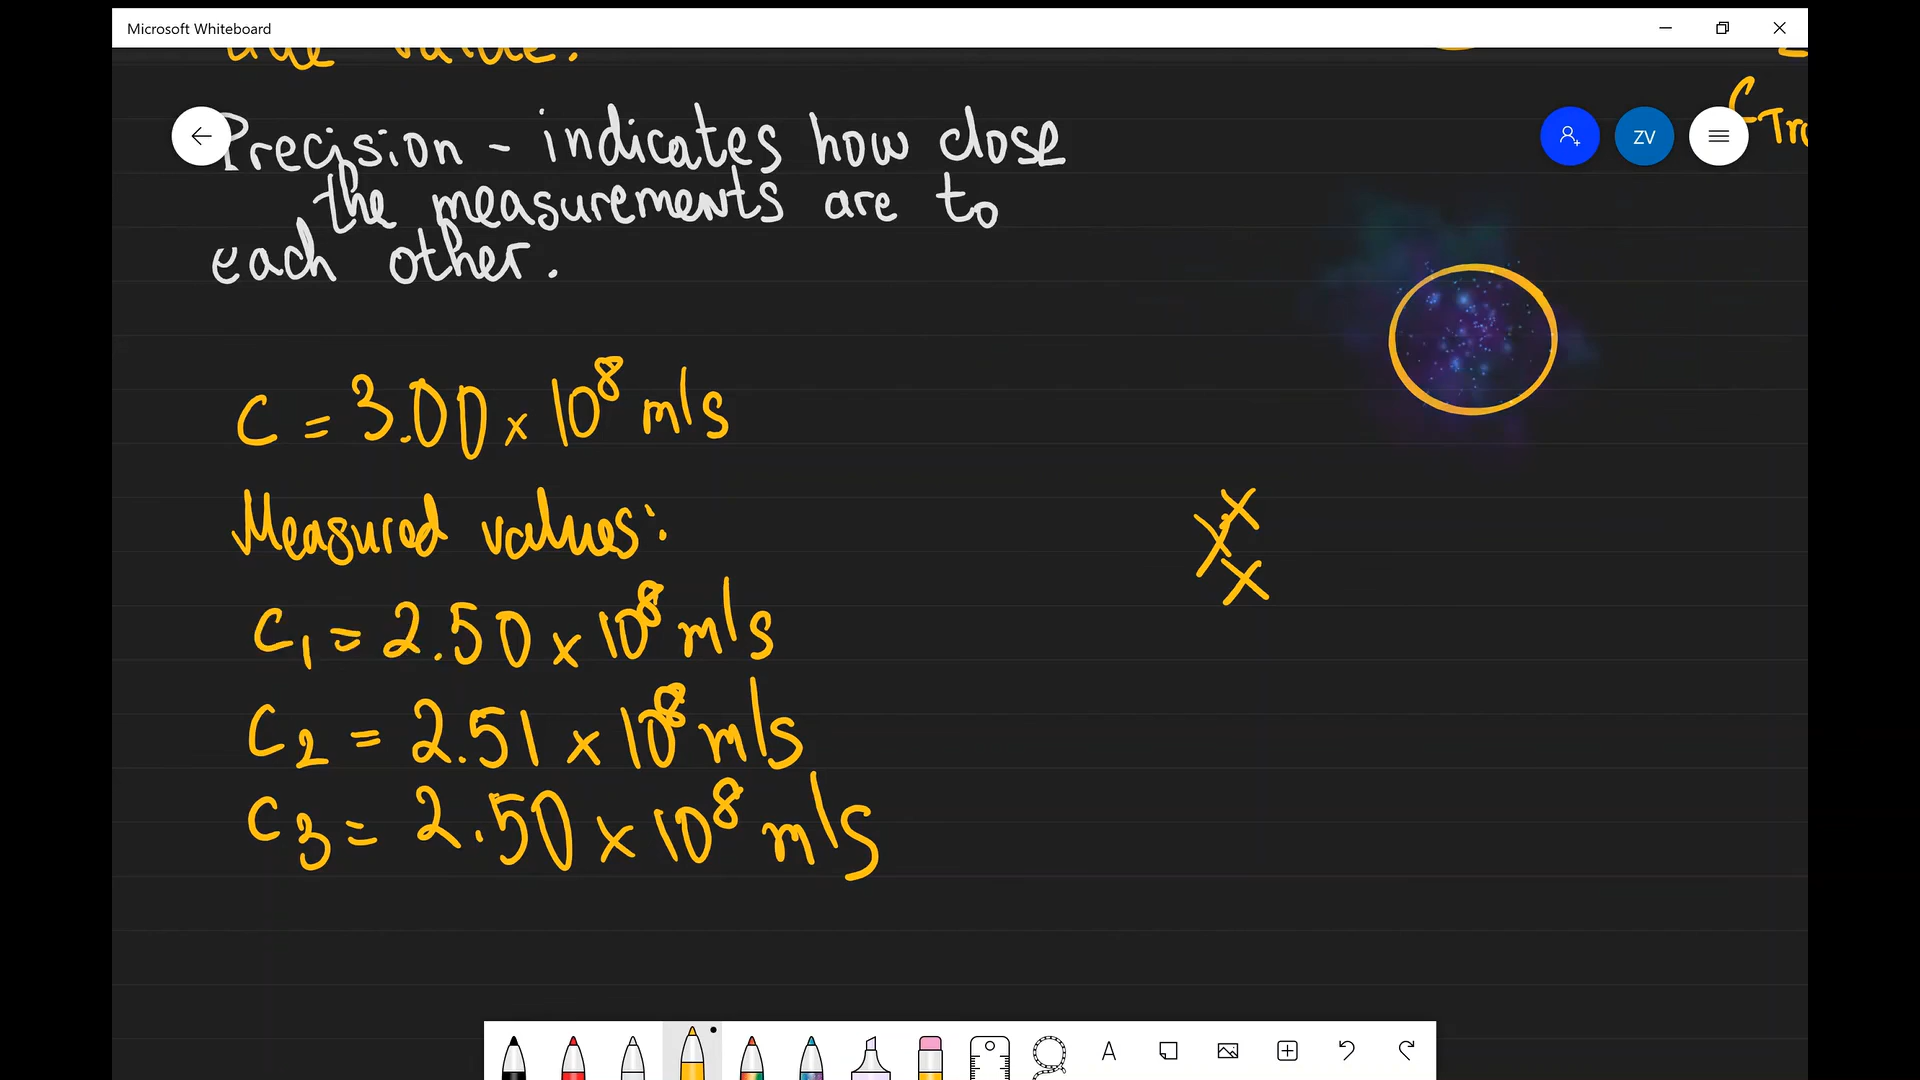 Microsoft Whiteboard
value.
Precision - indicates how close
the measurements are to
each other.
ZV
C = 3.00 x 10⁸ m/s
Measured values:
C₁ = 2.50 x 10⁸ m/s
C₂ = 2.51 x 10⁸ m/s
C₃ = 2.50 x 10⁸ m/s